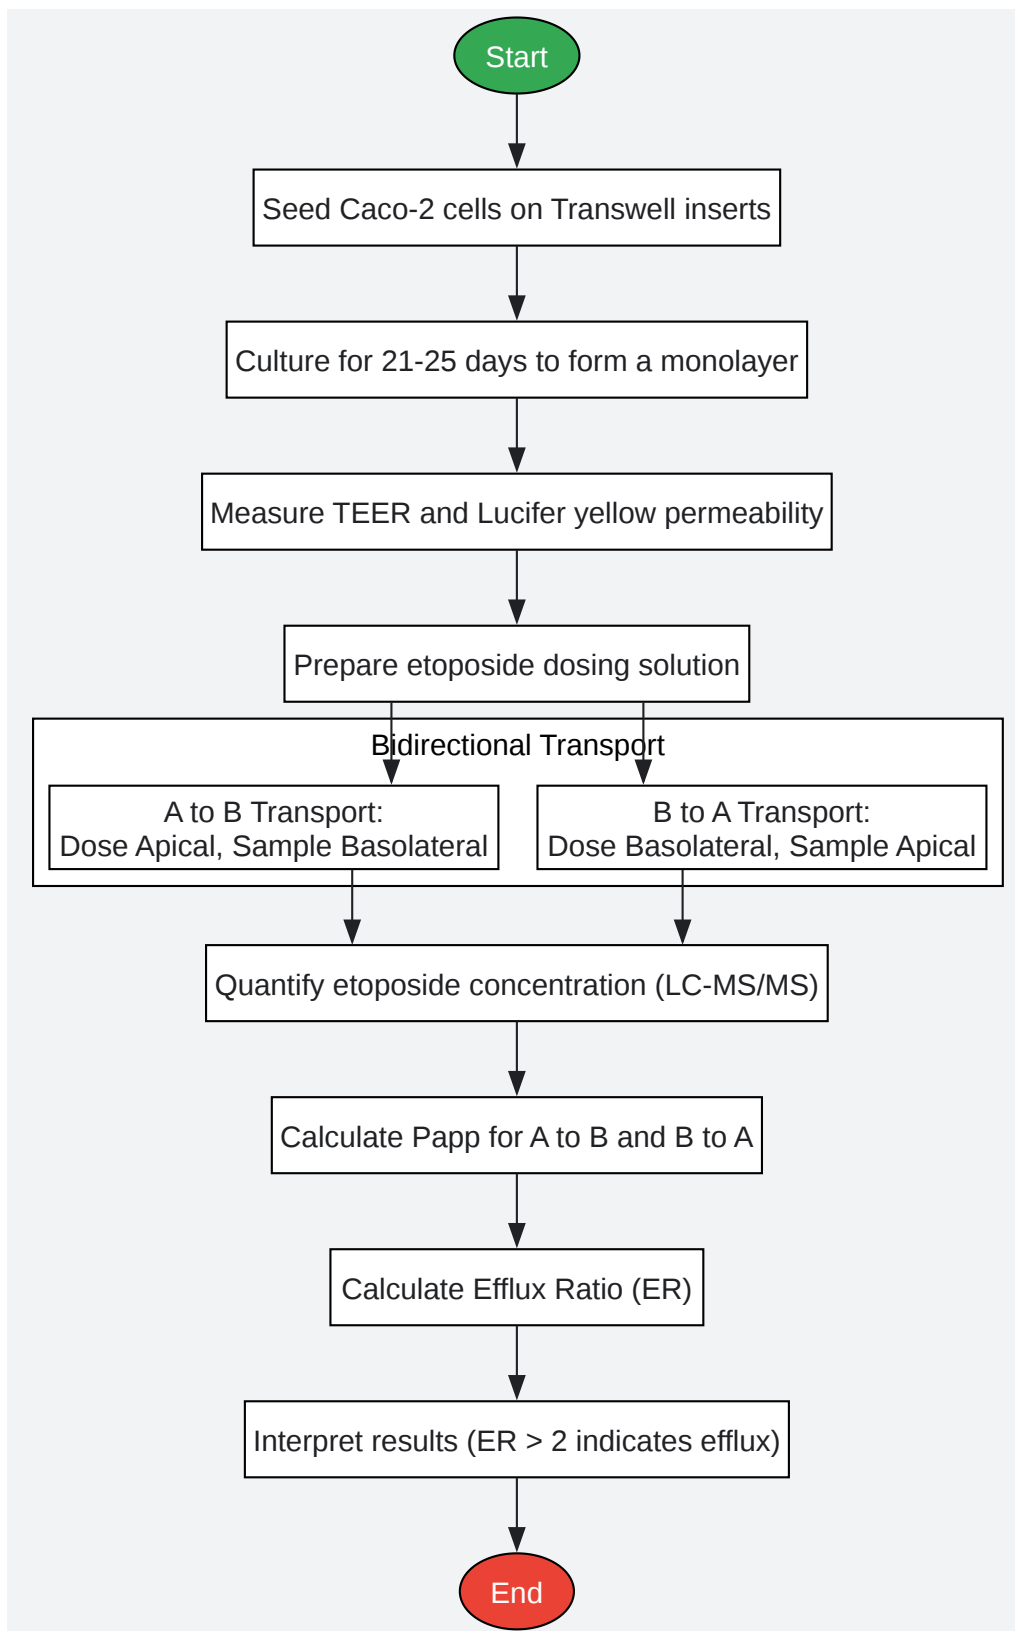 Start
Seed Caco-2 cells on Transwell inserts
Culture for 21-25 days to form a monolayer
Measure TEER and Lucifer yellow permeability
Prepare etoposide dosing solution
Bidirectional Transport
A to B Transport:
Dose Apical, Sample Basolateral
B to A Transport:
Dose Basolateral, Sample Apical
Quantify etoposide concentration (LC-MS/MS)
Calculate Papp for A to B and B to A
Calculate Efflux Ratio (ER)
Interpret results (ER > 2 indicates efflux)
End